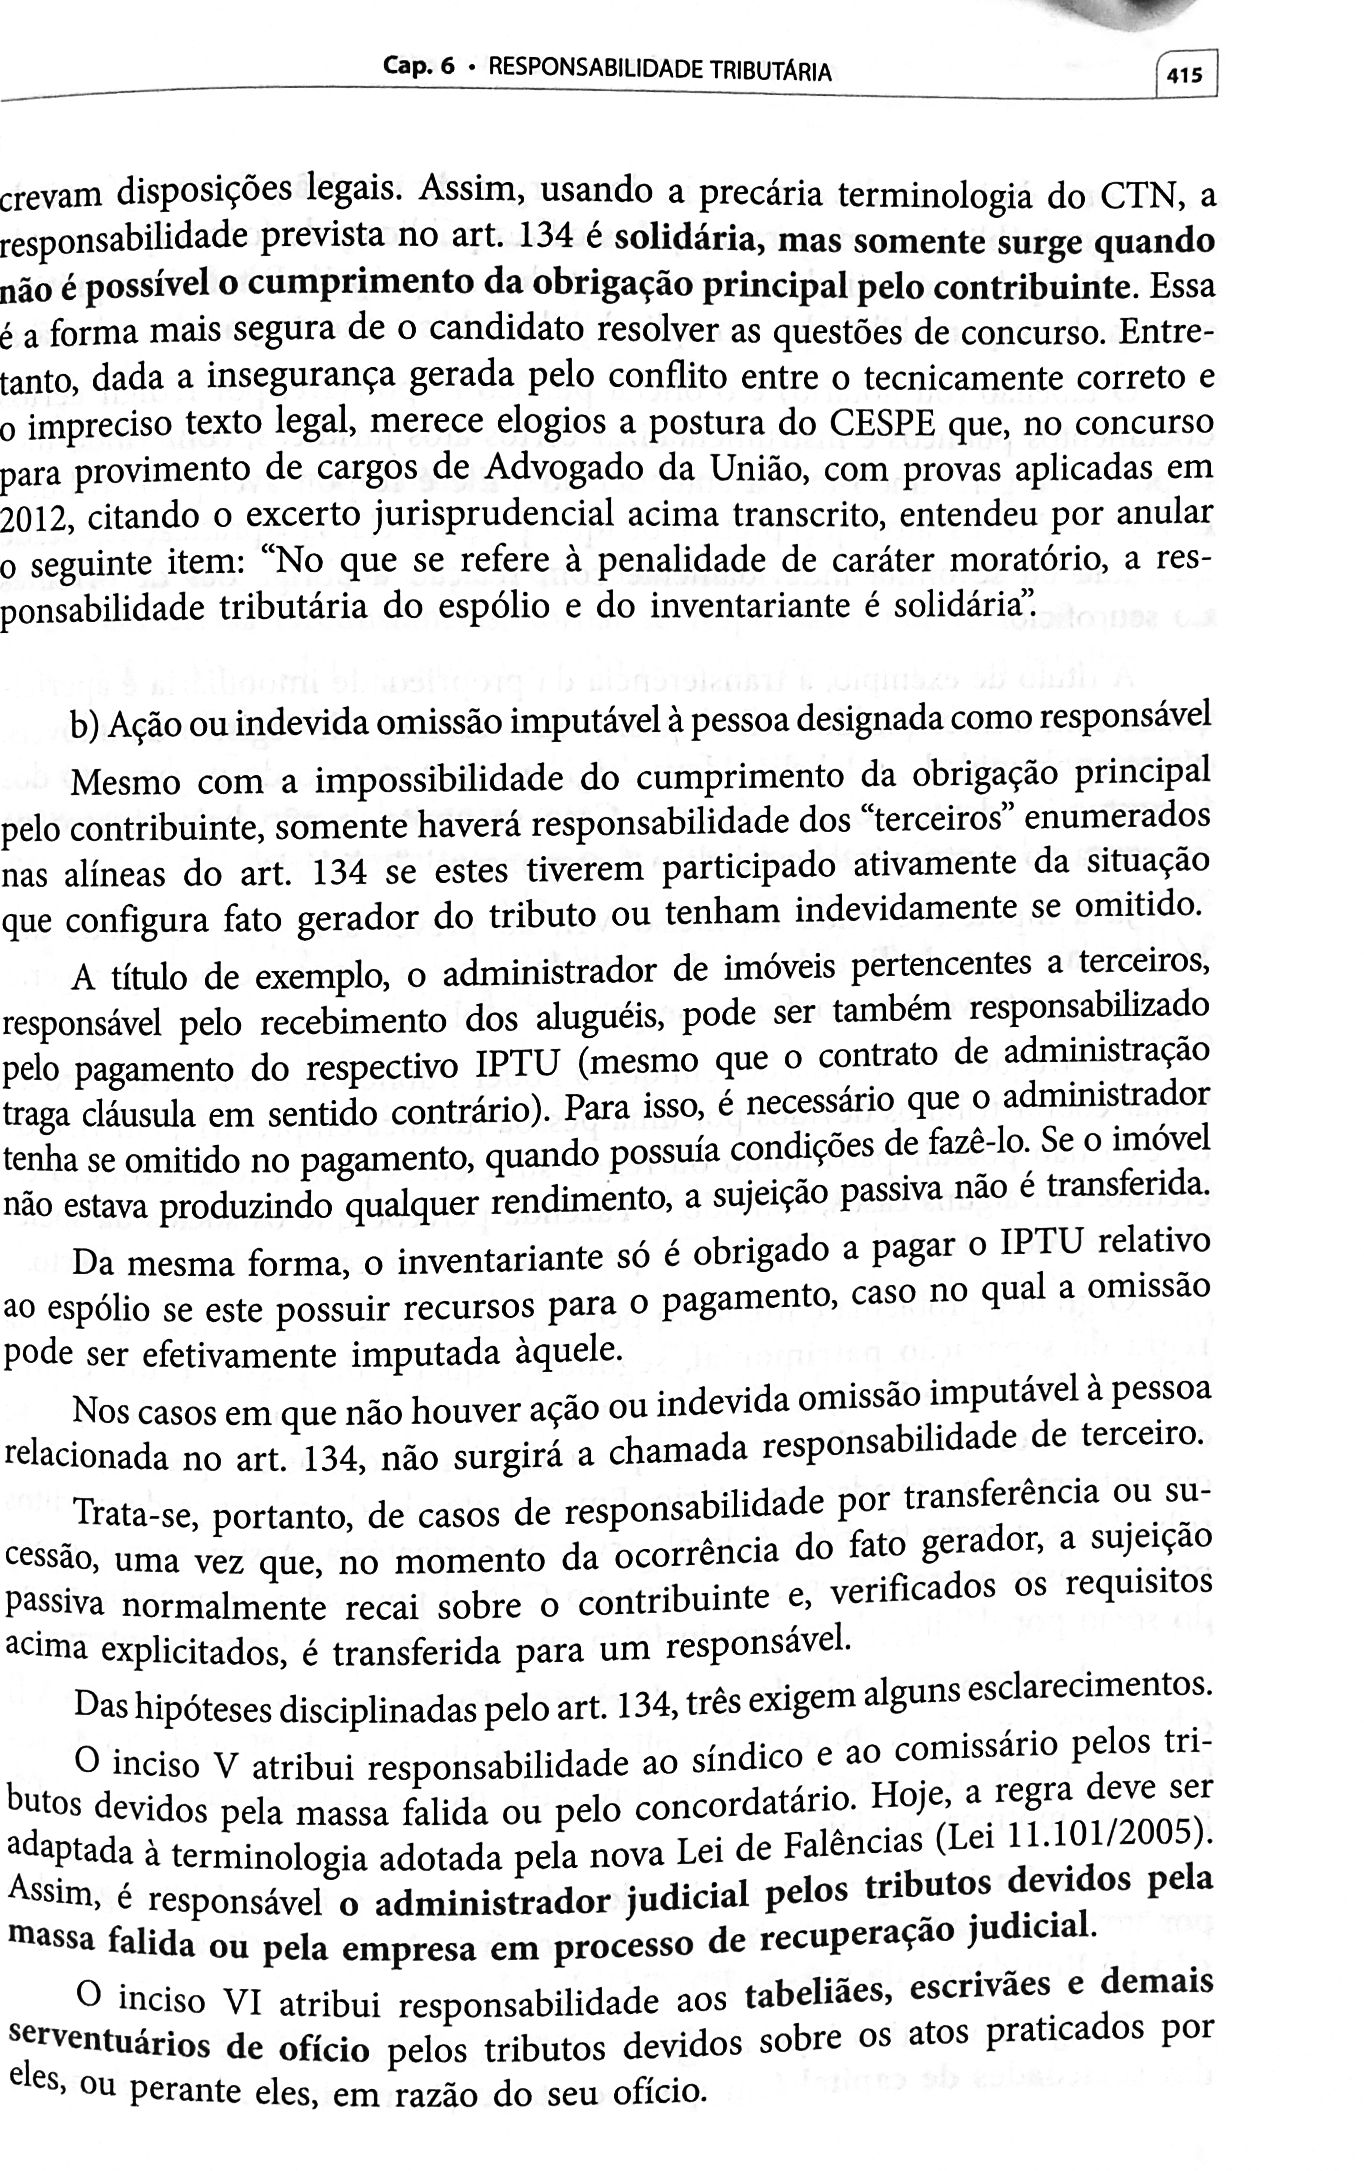 Cap. 6 • RESPONSABILIDADE TRIBUTÁRIA
415
crevam disposições legais. Assim, usando a precária terminologia do CTN, a
responsabilidade prevista no art. 134 é solidária, mas somente surge quando
não é possível o cumprimento da obrigação principal pelo contribuinte. Essa
é a forma mais segura de o candidato resolver as questões de concurso. Entre-
tanto, dada a insegurança gerada pelo conflito entre o tecnicamente correto e
o impreciso texto legal, merece elogios a postura do CESPE que, no concurso
para provimento de cargos de Advogado da União, com provas aplicadas em
2012, citando o excerto jurisprudencial acima transcrito, entendeu por anular
o seguinte item: “No que se refere à penalidade de caráter moratório, a res-
ponsabilidade tributária do espólio e do inventariante é solidária”.
b) Ação ou indevida omissão imputável à pessoa designada como responsável
Mesmo com a impossibilidade do cumprimento da obrigação principal
pelo contribuinte, somente haverá responsabilidade dos “terceiros” enumerados
nas alíneas do art. 134 se estes tiverem participado ativamente da situação
que configura fato gerador do tributo ou tenham indevidamente se omitido.
A título de exemplo, o administrador de imóveis pertencentes a terceiros,
responsável pelo recebimento dos aluguéis, pode ser também responsabilizado
pelo pagamento do respectivo IPTU (mesmo que o contrato de administração
traga cláusula em sentido contrário). Para isso, é necessário que o administrador
tenha se omitido no pagamento, quando possuía condições de fazê-lo. Se o imóvel
não estava produzindo qualquer rendimento, a sujeição passiva não é transferida.
Da mesma forma, o inventariante só é obrigado a pagar o IPTU relativo
ao espólio se este possuir recursos para o pagamento, caso no qual a omissão
pode ser efetivamente imputada àquele.
Nos casos em que não houver ação ou indevida omissão imputável à pessoa
relacionada no art. 134, não surgirá a chamada responsabilidade de terceiro.
Trata-se, portanto, de casos de responsabilidade por transferência ou su-
cessão, uma vez que, no momento da ocorrência do fato gerador, a sujeição
passiva normalmente recai sobre o contribuinte e, verificados os requisitos
acima explicitados, é transferida para um responsável.
Das hipóteses disciplinadas pelo art. 134, três exigem alguns esclarecimentos.
O inciso V atribui responsabilidade ao síndico e ao comissário pelos tri-
butos devidos pela massa falida ou pelo concordatário. Hoje, a regra deve ser
adaptada à terminologia adotada pela nova Lei de Falências (Lei 11.101/2005).
Assim, é responsável o administrador judicial pelos tributos devidos pela
massa falida ou pela empresa em processo de recuperação judicial.
O inciso VI atribui responsabilidade aos tabeliães, escrivães e demais
serventuários de ofício pelos tributos devidos sobre os atos praticados por
eles, ou perante eles, em razão do seu ofício.